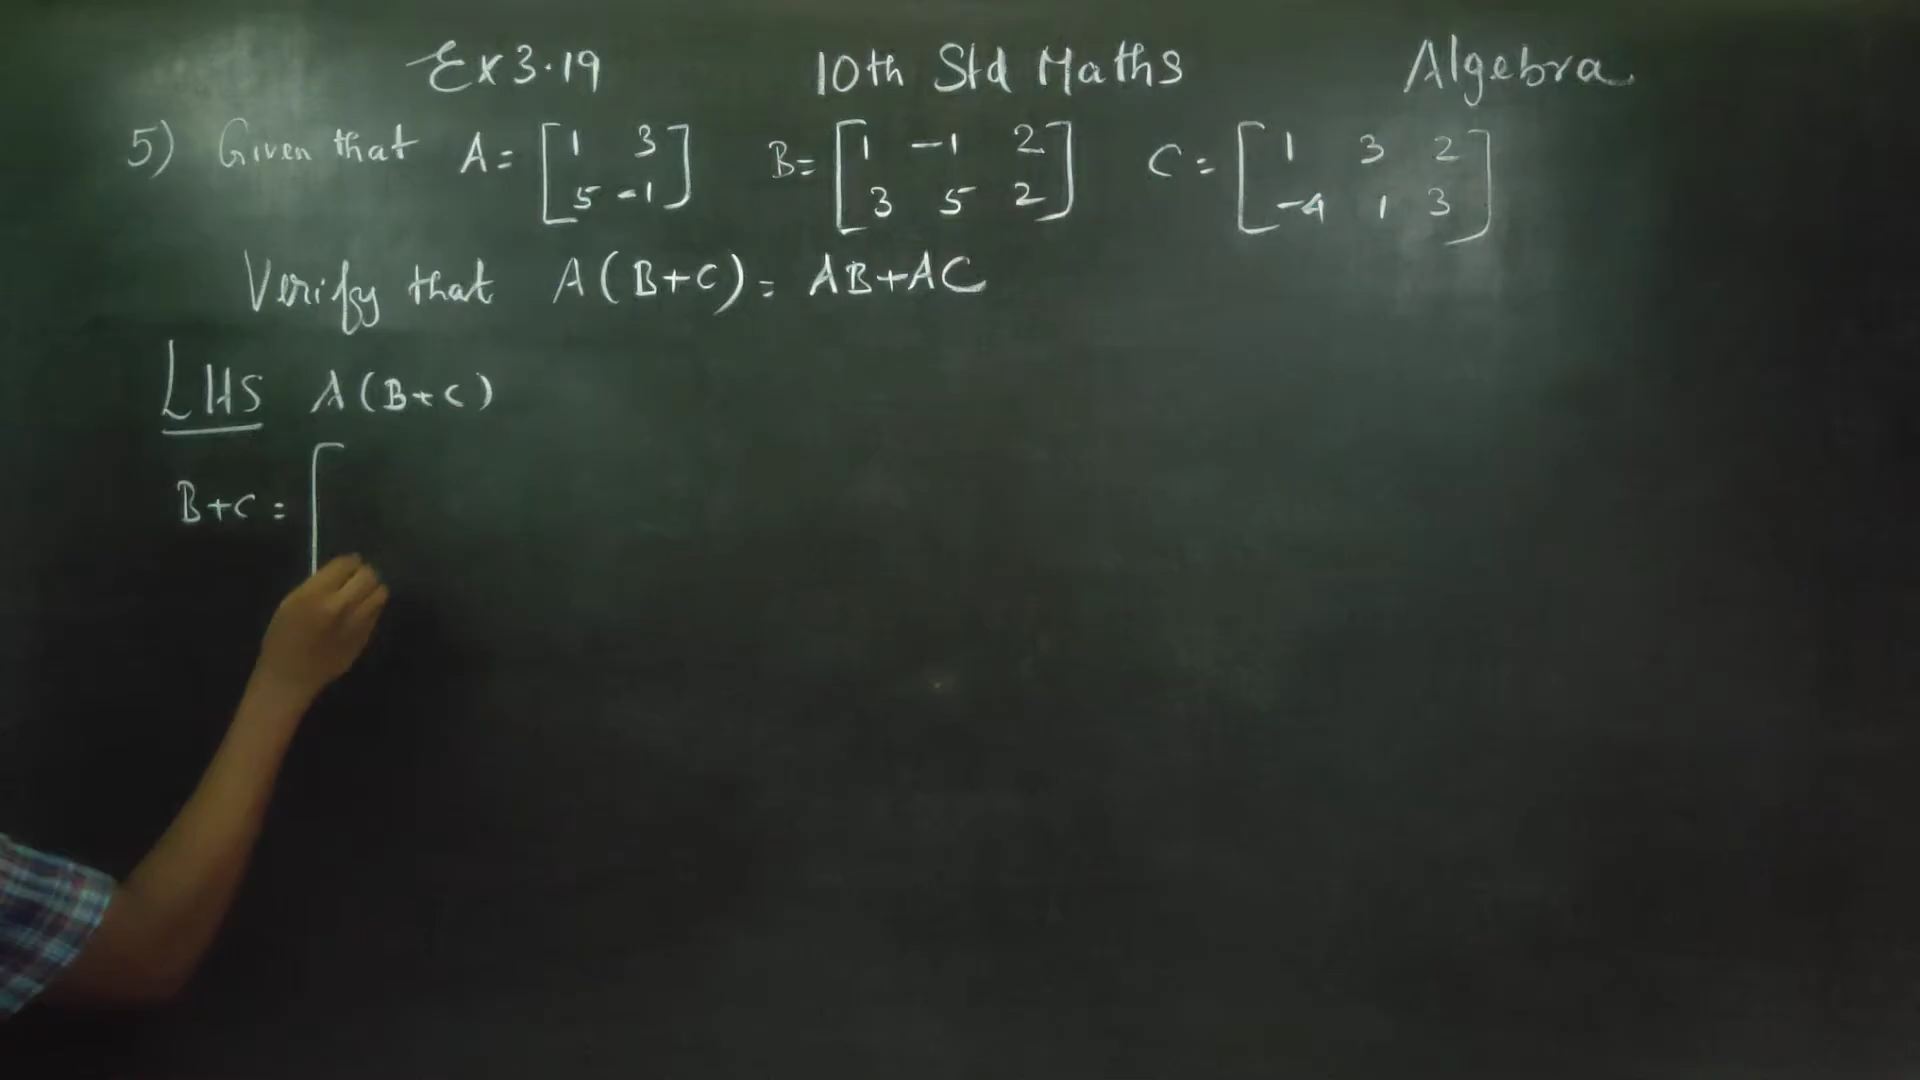 Ex 3.19 10th Std Maths Algebra
5) Given that A = [1 3 B = [1 -1 2 C = [1 3 2
5 -1] 3 5 2] -4 1 3]
Verify that A(B+C) = AB+AC
LHS A(B+C)
B+C = [